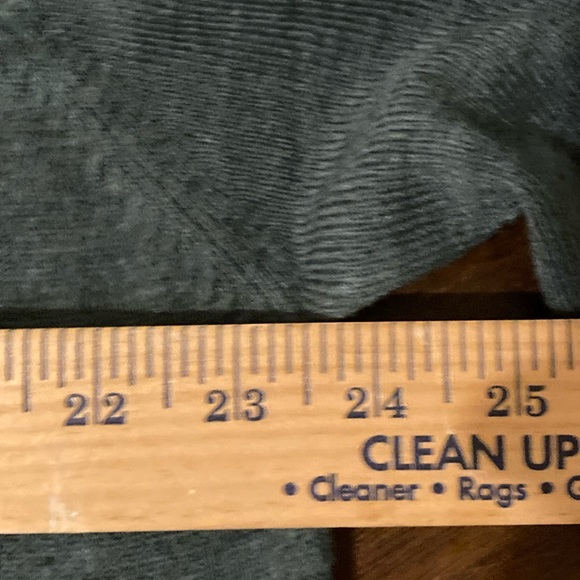 22 23 24 25
CLEAN UP
• Cleaner • Rags •